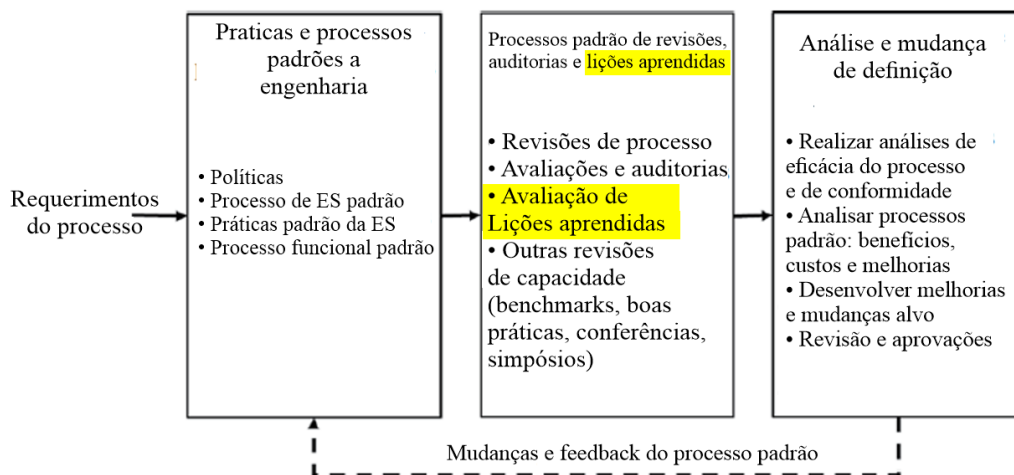 Requerimentos
do processo
Praticas e processos
padrões a
engenharia
• Políticas
• Processo de ES padrão
• Práticas padrão da ES
• Processo funcional padrão
Processos padrão de revisões,
auditorias e lições aprendidas
• Revisões de processo
• Avaliações e auditorias
• Avaliação de
Lições aprendidas
• Outras revisões
de capacidade
(benchmarks, boas
práticas, conferências,
simpósios)
Análise e mudança
de definição
• Realizar análises de
eficácia do processo
e de conformidade
• Analisar processos
padrão: benefícios,
custos e melhorias
• Desenvolver melhorias
e mudanças alvo
• Revisão e aprovações
Mudanças e feedback do processo padrão